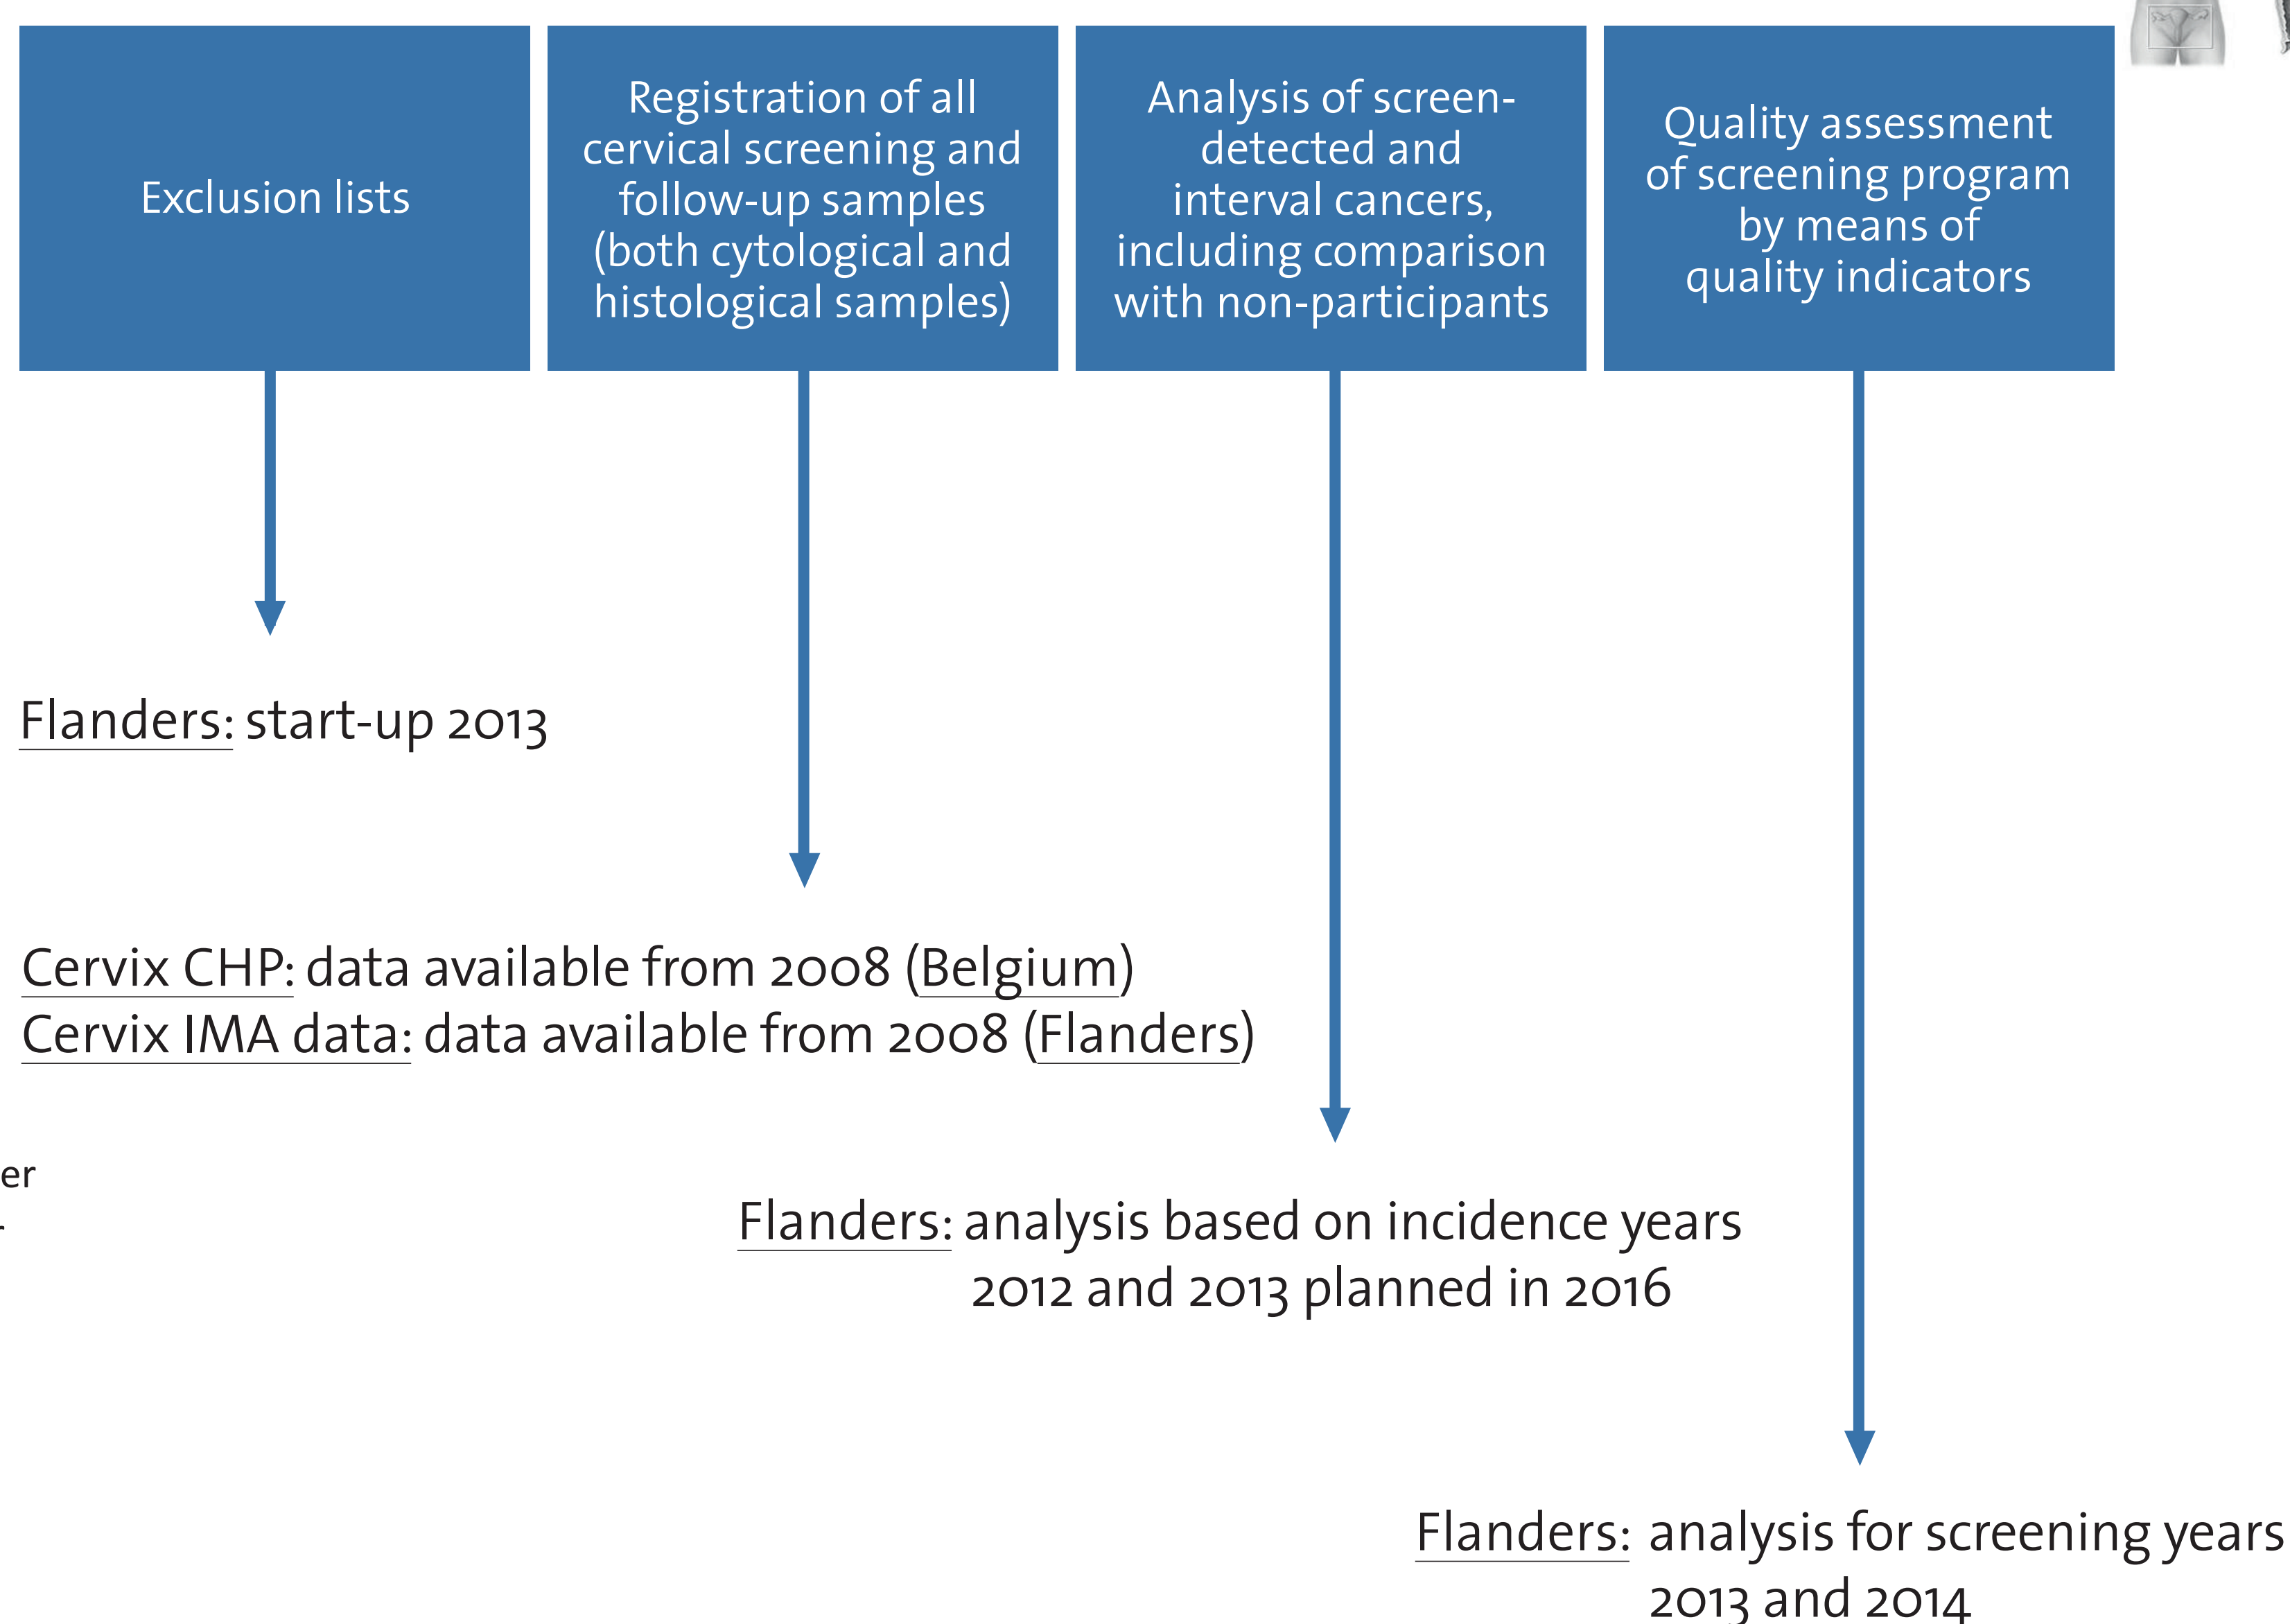 Exclusion lists
Registration of all
cervical screening and
follow-up samples
(both cytological and
histological samples)
Analysis of screen-
detected and
interval cancers,
including comparison
with non-participants
Quality assessment
of screening program
by means of
quality indicators
Flanders: start-up 2013
Cervix CHP: data available from 2008 (Belgium)
Cervix IMA data: data available from 2008 (Flanders)
er
Flanders: analysis based on incidence years
2012 and 2013 planned in 2016
Flanders: analysis for screening years
2013 and 2014